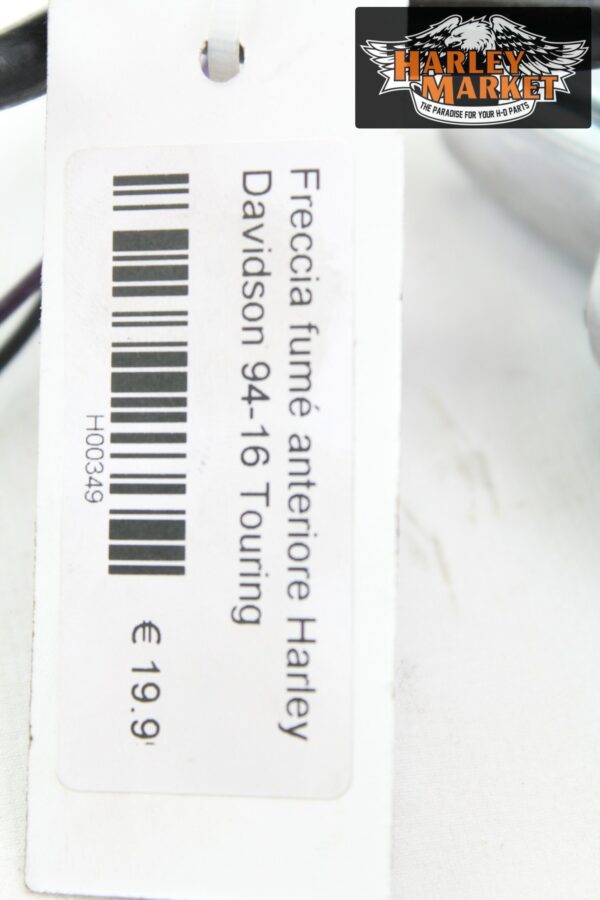 HARLEY
MARKET
THE PARADISE FOR YOUR H-D PARTS
Freccia fumé anteriore Harley
Davidson 94-16 Touring
H00349
€ 19.9